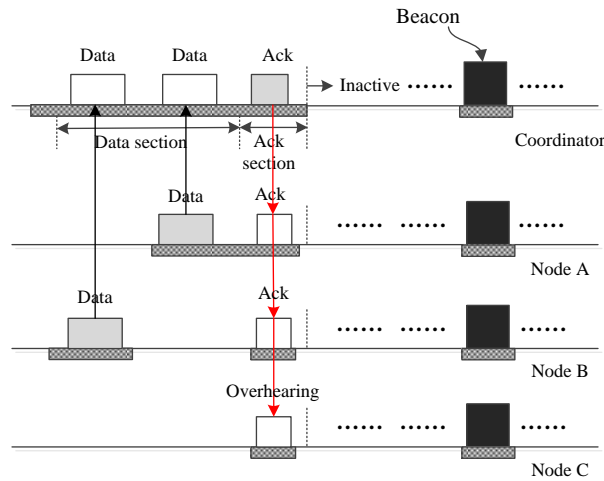 Beacon
Data Data Ack
Inactive ...... ......
Data section Ack section
Coordinator
Data Ack
...... ...... ......
Node A
Data Ack
...... ...... ......
Node B
Overhearing
...... ...... ......
Node C